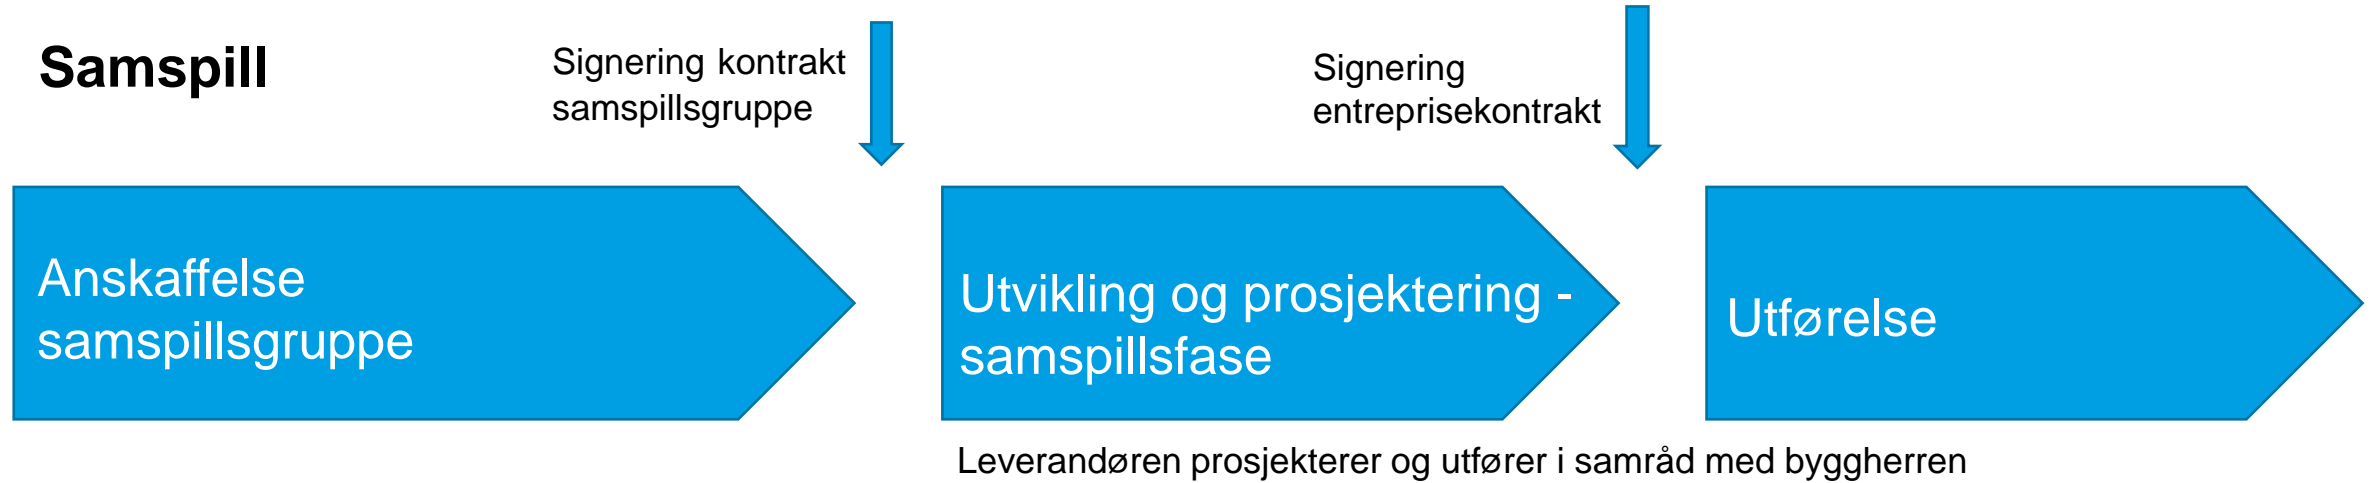 Samspill
Signering kontrakt
samspillsgruppe
Signering
entreprisekontrakt
Anskaffelse
samspillsgruppe
Utvikling og prosjektering -
samspillsfase
Utførelse
Leverandøren prosjekterer og utfører i samråd med byggherren